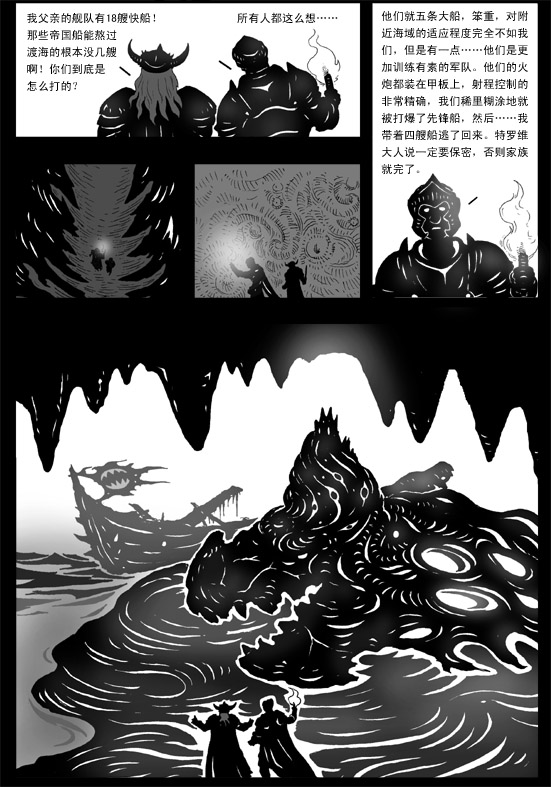 我父亲的舰队有18艘快船！
那些帝国船能熬过
渡海的根本没几艘
啊！你们到底是
怎么打的？
所有人都这么想……
他们就五条大船，笨重，对附
近海域的适应程度完全不如我
们，但是有一点……他们是更
加训练有素的军队。他们的火
炮都装在甲板上，射程控制的
非常精确，我们稀里糊涂地就
被打爆了先锋船，然后……我
带着四艘船逃了回来。特罗维
大人说一定要保密，否则家族
就完了。